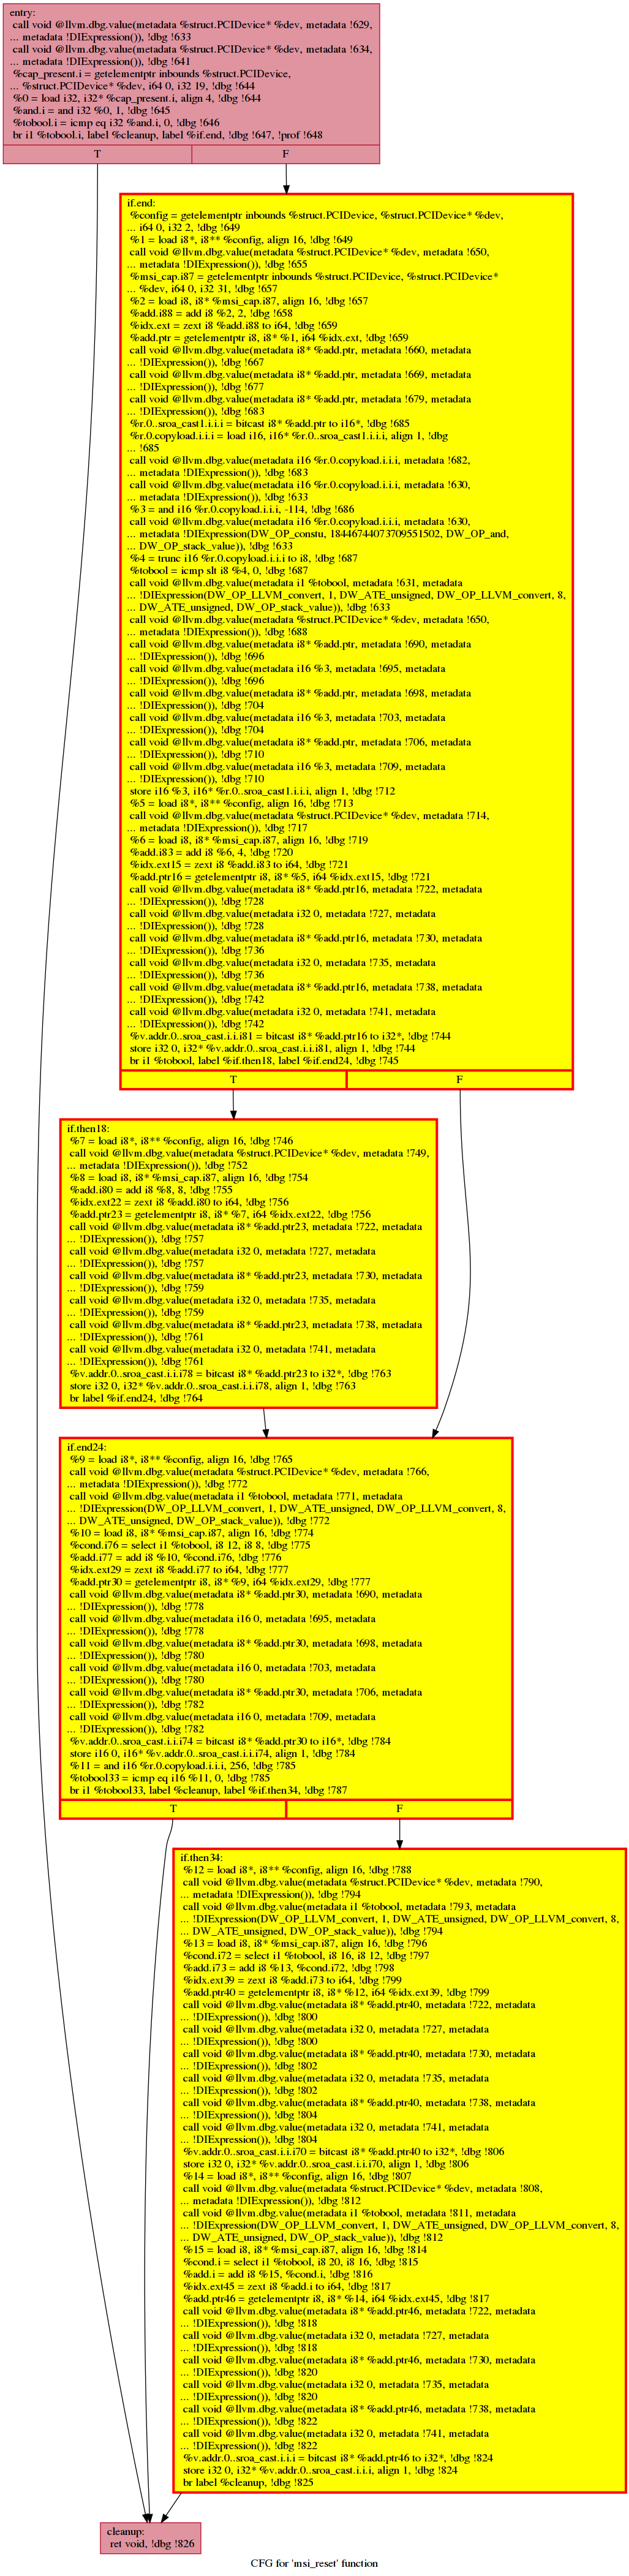 entry:
call void @llvm.dbg.value(metadata %struct.PCIDevice* %dev, metadata !629,
... metadata !DIExpression()), !dbg !633
call void @llvm.dbg.value(metadata %struct.PCIDevice* %dev, metadata !634,
... metadata !DIExpression()), !dbg !641
%cap_present.i = getelementptr inbounds %struct.PCIDevice,
... %struct.PCIDevice* %dev, i64 0, i32 19, !dbg !644
%0 = load i32, i32* %cap_present.i, align 4, !dbg !644
%and.i = and i32 %0, 1, !dbg !645
%tobool.i = icmp eq i32 %and.i, 0, !dbg !646
br i1 %tobool.i, label %cleanup, label %if.end, !dbg !647, !prof !648
T
F
if.end:
%config = getelementptr inbounds %struct.PCIDevice, %struct.PCIDevice* %dev,
... i64 0, i32 2, !dbg !649
%1 = load i8*, i8** %config, align 16, !dbg !649
call void @llvm.dbg.value(metadata %struct.PCIDevice* %dev, metadata !650,
... metadata !DIExpression()), !dbg !655
%msi_cap.i87 = getelementptr inbounds %struct.PCIDevice, %struct.PCIDevice*
... %dev, i64 0, i32 31, !dbg !657
%2 = load i8, i8* %msi_cap.i87, align 16, !dbg !657
%add.i88 = add i8 %2, 2, !dbg !658
%idx.ext = zext i8 %add.i88 to i64, !dbg !659
%add.ptr = getelementptr i8, i8* %1, i64 %idx.ext, !dbg !659
call void @llvm.dbg.value(metadata i8* %add.ptr, metadata !660, metadata
... !DIExpression()), !dbg !667
call void @llvm.dbg.value(metadata i8* %add.ptr, metadata !669, metadata
... !DIExpression()), !dbg !677
call void @llvm.dbg.value(metadata i8* %add.ptr, metadata !679, metadata
... !DIExpression()), !dbg !683
%r.0..sroa_cast1.i.i.i = bitcast i8* %add.ptr to i16*, !dbg !685
%r.0.copyload.i.i.i = load i16, i16* %r.0..sroa_cast1.i.i.i, align 1, !dbg
... !685
call void @llvm.dbg.value(metadata i16 %r.0.copyload.i.i.i, metadata !682,
... metadata !DIExpression()), !dbg !683
call void @llvm.dbg.value(metadata i16 %r.0.copyload.i.i.i, metadata !630,
... metadata !DIExpression()), !dbg !633
%3 = and i16 %r.0.copyload.i.i.i, -114, !dbg !686
call void @llvm.dbg.value(metadata i16 %r.0.copyload.i.i.i, metadata !630,
... metadata !DIExpression(DW_OP_constu, 18446744073709551502, DW_OP_and,
... DW_OP_stack_value)), !dbg !633
%4 = trunc i16 %r.0.copyload.i.i.i to i8, !dbg !687
%tobool = icmp slt i8 %4, 0, !dbg !687
call void @llvm.dbg.value(metadata i1 %tobool, metadata !631, metadata
... !DIExpression(DW_OP_LLVM_convert, 1, DW_ATE_unsigned, DW_OP_LLVM_convert, 8,
... DW_ATE_unsigned, DW_OP_stack_value)), !dbg !633
call void @llvm.dbg.value(metadata %struct.PCIDevice* %dev, metadata !650,
... metadata !DIExpression()), !dbg !688
call void @llvm.dbg.value(metadata i8* %add.ptr, metadata !690, metadata
... !DIExpression()), !dbg !696
call void @llvm.dbg.value(metadata i16 %3, metadata !695, metadata
... !DIExpression()), !dbg !696
call void @llvm.dbg.value(metadata i8* %add.ptr, metadata !698, metadata
... !DIExpression()), !dbg !704
call void @llvm.dbg.value(metadata i16 %3, metadata !703, metadata
... !DIExpression()), !dbg !704
call void @llvm.dbg.value(metadata i8* %add.ptr, metadata !706, metadata
... !DIExpression()), !dbg !710
call void @llvm.dbg.value(metadata i16 %3, metadata !709, metadata
... !DIExpression()), !dbg !710
store i16 %3, i16* %r.0..sroa_cast1.i.i.i, align 1, !dbg !712
%5 = load i8*, i8** %config, align 16, !dbg !713
call void @llvm.dbg.value(metadata %struct.PCIDevice* %dev, metadata !714,
... metadata !DIExpression()), !dbg !717
%6 = load i8, i8* %msi_cap.i87, align 16, !dbg !719
%add.i83 = add i8 %6, 4, !dbg !720
%idx.ext15 = zext i8 %add.i83 to i64, !dbg !721
%add.ptr16 = getelementptr i8, i8* %5, i64 %idx.ext15, !dbg !721
call void @llvm.dbg.value(metadata i8* %add.ptr16, metadata !722, metadata
... !DIExpression()), !dbg !728
call void @llvm.dbg.value(metadata i32 0, metadata !727, metadata
... !DIExpression()), !dbg !728
call void @llvm.dbg.value(metadata i8* %add.ptr16, metadata !730, metadata
... !DIExpression()), !dbg !736
call void @llvm.dbg.value(metadata i32 0, metadata !735, metadata
... !DIExpression()), !dbg !736
call void @llvm.dbg.value(metadata i8* %add.ptr16, metadata !738, metadata
... !DIExpression()), !dbg !742
call void @llvm.dbg.value(metadata i32 0, metadata !741, metadata
... !DIExpression()), !dbg !742
%v.addr.0..sroa_cast.i.i.i81 = bitcast i8* %add.ptr16 to i32*, !dbg !744
store i32 0, i32* %v.addr.0..sroa_cast.i.i.i81, align 1, !dbg !744
br i1 %tobool, label %if.then18, label %if.end24, !dbg !745
T
F
if.then18:
%7 = load i8*, i8** %config, align 16, !dbg !746
call void @llvm.dbg.value(metadata %struct.PCIDevice* %dev, metadata !749,
... metadata !DIExpression()), !dbg !752
%8 = load i8, i8* %msi_cap.i87, align 16, !dbg !754
%add.i80 = add i8 %8, 8, !dbg !755
%idx.ext22 = zext i8 %add.i80 to i64, !dbg !756
%add.ptr23 = getelementptr i8, i8* %7, i64 %idx.ext22, !dbg !756
call void @llvm.dbg.value(metadata i8* %add.ptr23, metadata !722, metadata
... !DIExpression()), !dbg !757
call void @llvm.dbg.value(metadata i32 0, metadata !727, metadata
... !DIExpression()), !dbg !757
call void @llvm.dbg.value(metadata i8* %add.ptr23, metadata !730, metadata
... !DIExpression()), !dbg !759
call void @llvm.dbg.value(metadata i32 0, metadata !735, metadata
... !DIExpression()), !dbg !759
call void @llvm.dbg.value(metadata i8* %add.ptr23, metadata !738, metadata
... !DIExpression()), !dbg !761
call void @llvm.dbg.value(metadata i32 0, metadata !741, metadata
... !DIExpression()), !dbg !761
%v.addr.0..sroa_cast.i.i.i78 = bitcast i8* %add.ptr23 to i32*, !dbg !763
store i32 0, i32* %v.addr.0..sroa_cast.i.i.i78, align 1, !dbg !763
br label %if.end24, !dbg !764
if.end24:
%9 = load i8*, i8** %config, align 16, !dbg !765
call void @llvm.dbg.value(metadata %struct.PCIDevice* %dev, metadata !766,
... metadata !DIExpression()), !dbg !772
call void @llvm.dbg.value(metadata i1 %tobool, metadata !771, metadata
... !DIExpression(DW_OP_LLVM_convert, 1, DW_ATE_unsigned, DW_OP_LLVM_convert, 8,
... DW_ATE_unsigned, DW_OP_stack_value)), !dbg !772
%10 = load i8, i8* %msi_cap.i87, align 16, !dbg !774
%cond.i76 = select i1 %tobool, i8 12, i8 8, !dbg !775
%add.i77 = add i8 %10, %cond.i76, !dbg !776
%idx.ext29 = zext i8 %add.i77 to i64, !dbg !777
%add.ptr30 = getelementptr i8, i8* %9, i64 %idx.ext29, !dbg !777
call void @llvm.dbg.value(metadata i8* %add.ptr30, metadata !690, metadata
... !DIExpression()), !dbg !778
call void @llvm.dbg.value(metadata i16 0, metadata !695, metadata
... !DIExpression()), !dbg !778
call void @llvm.dbg.value(metadata i8* %add.ptr30, metadata !698, metadata
... !DIExpression()), !dbg !780
call void @llvm.dbg.value(metadata i16 0, metadata !703, metadata
... !DIExpression()), !dbg !780
call void @llvm.dbg.value(metadata i8* %add.ptr30, metadata !706, metadata
... !DIExpression()), !dbg !782
call void @llvm.dbg.value(metadata i16 0, metadata !709, metadata
... !DIExpression()), !dbg !782
%v.addr.0..sroa_cast.i.i.i74 = bitcast i8* %add.ptr30 to i16*, !dbg !784
store i16 0, i16* %v.addr.0..sroa_cast.i.i.i74, align 1, !dbg !784
%11 = and i16 %r.0.copyload.i.i.i, 256, !dbg !785
%tobool33 = icmp eq i16 %11, 0, !dbg !785
br i1 %tobool33, label %cleanup, label %if.then34, !dbg !787
T
F
if.then34:
%12 = load i8*, i8** %config, align 16, !dbg !788
call void @llvm.dbg.value(metadata %struct.PCIDevice* %dev, metadata !790,
... metadata !DIExpression()), !dbg !794
call void @llvm.dbg.value(metadata i1 %tobool, metadata !793, metadata
... !DIExpression(DW_OP_LLVM_convert, 1, DW_ATE_unsigned, DW_OP_LLVM_convert, 8,
... DW_ATE_unsigned, DW_OP_stack_value)), !dbg !794
%13 = load i8, i8* %msi_cap.i87, align 16, !dbg !796
%cond.i72 = select i1 %tobool, i8 16, i8 12, !dbg !797
%add.i73 = add i8 %13, %cond.i72, !dbg !798
%idx.ext39 = zext i8 %add.i73 to i64, !dbg !799
%add.ptr40 = getelementptr i8, i8* %12, i64 %idx.ext39, !dbg !799
call void @llvm.dbg.value(metadata i8* %add.ptr40, metadata !722, metadata
... !DIExpression()), !dbg !800
call void @llvm.dbg.value(metadata i32 0, metadata !727, metadata
... !DIExpression()), !dbg !800
call void @llvm.dbg.value(metadata i8* %add.ptr40, metadata !730, metadata
... !DIExpression()), !dbg !802
call void @llvm.dbg.value(metadata i32 0, metadata !735, metadata
... !DIExpression()), !dbg !802
call void @llvm.dbg.value(metadata i8* %add.ptr40, metadata !738, metadata
... !DIExpression()), !dbg !804
call void @llvm.dbg.value(metadata i32 0, metadata !741, metadata
... !DIExpression()), !dbg !804
%v.addr.0..sroa_cast.i.i.i70 = bitcast i8* %add.ptr40 to i32*, !dbg !806
store i32 0, i32* %v.addr.0..sroa_cast.i.i.i70, align 1, !dbg !806
%14 = load i8*, i8** %config, align 16, !dbg !807
call void @llvm.dbg.value(metadata %struct.PCIDevice* %dev, metadata !808,
... metadata !DIExpression()), !dbg !812
call void @llvm.dbg.value(metadata i1 %tobool, metadata !811, metadata
... !DIExpression(DW_OP_LLVM_convert, 1, DW_ATE_unsigned, DW_OP_LLVM_convert, 8,
... DW_ATE_unsigned, DW_OP_stack_value)), !dbg !812
%15 = load i8, i8* %msi_cap.i87, align 16, !dbg !814
%cond.i = select i1 %tobool, i8 20, i8 16, !dbg !815
%add.i = add i8 %15, %cond.i, !dbg !816
%idx.ext45 = zext i8 %add.i to i64, !dbg !817
%add.ptr46 = getelementptr i8, i8* %14, i64 %idx.ext45, !dbg !817
call void @llvm.dbg.value(metadata i8* %add.ptr46, metadata !722, metadata
... !DIExpression()), !dbg !818
call void @llvm.dbg.value(metadata i32 0, metadata !727, metadata
... !DIExpression()), !dbg !818
call void @llvm.dbg.value(metadata i8* %add.ptr46, metadata !730, metadata
... !DIExpression()), !dbg !820
call void @llvm.dbg.value(metadata i32 0, metadata !735, metadata
... !DIExpression()), !dbg !820
call void @llvm.dbg.value(metadata i8* %add.ptr46, metadata !738, metadata
... !DIExpression()), !dbg !822
call void @llvm.dbg.value(metadata i32 0, metadata !741, metadata
... !DIExpression()), !dbg !822
%v.addr.0..sroa_cast.i.i.i = bitcast i8* %add.ptr46 to i32*, !dbg !824
store i32 0, i32* %v.addr.0..sroa_cast.i.i.i, align 1, !dbg !824
br label %cleanup, !dbg !825
cleanup:
ret void, !dbg !826
CFG for 'msi_reset' function